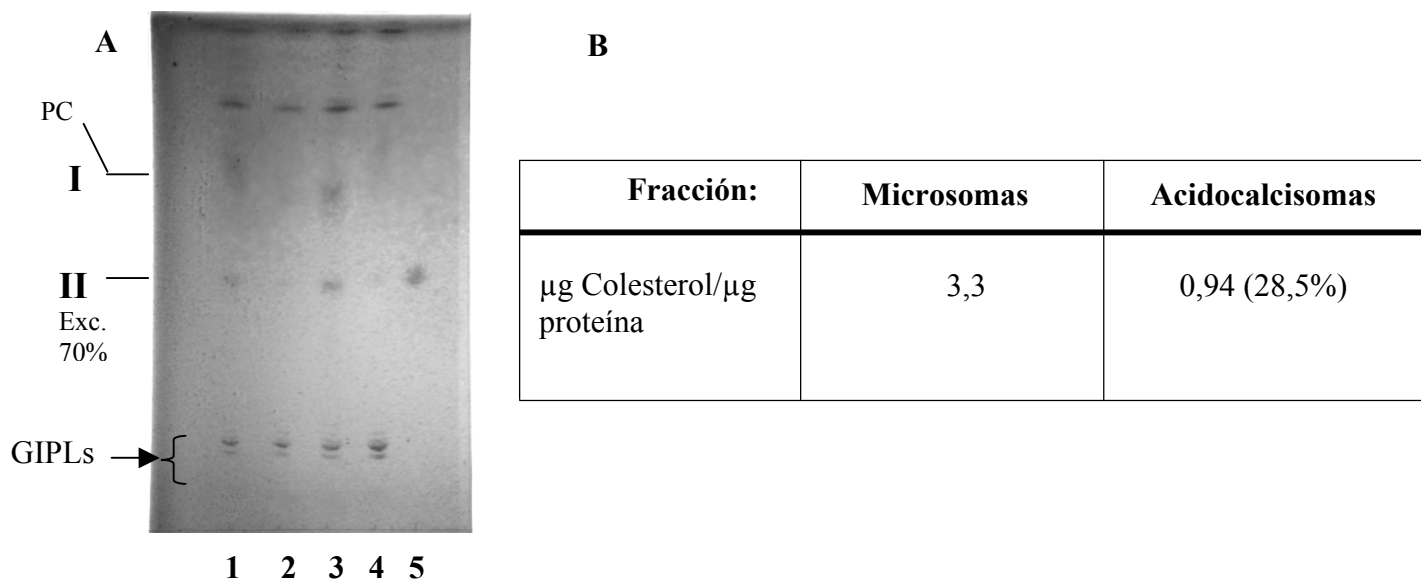 A
PC
I
II
Exc.
70%
GIPLs
1 2 3 4 5
B
Fracción: Microsomas Acidocalcisomas
µg Colesterol/µg proteína 3,3 0,94 (28,5%)